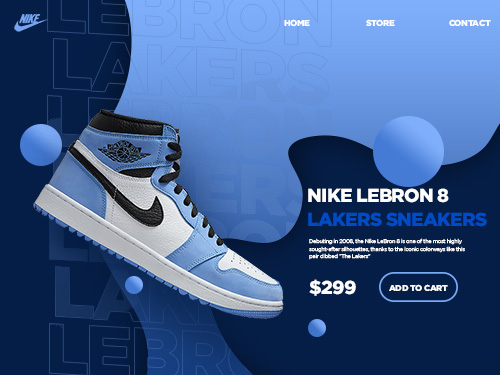 NIKE
HOME
STORE
CONTACT
LEBRON
LAKERS
LEBRON
LAKERS
LEBRON
LAKERS
LEBRON
NIKE LEBRON 8
LAKERS SNEAKERS
Debuting in 2008, the Nike LeBron 8 is one of the most highly
sought-after silhouettes, thanks to the iconic colorways like this
pair dibbed "The Lakers"
$299
ADD TO CART